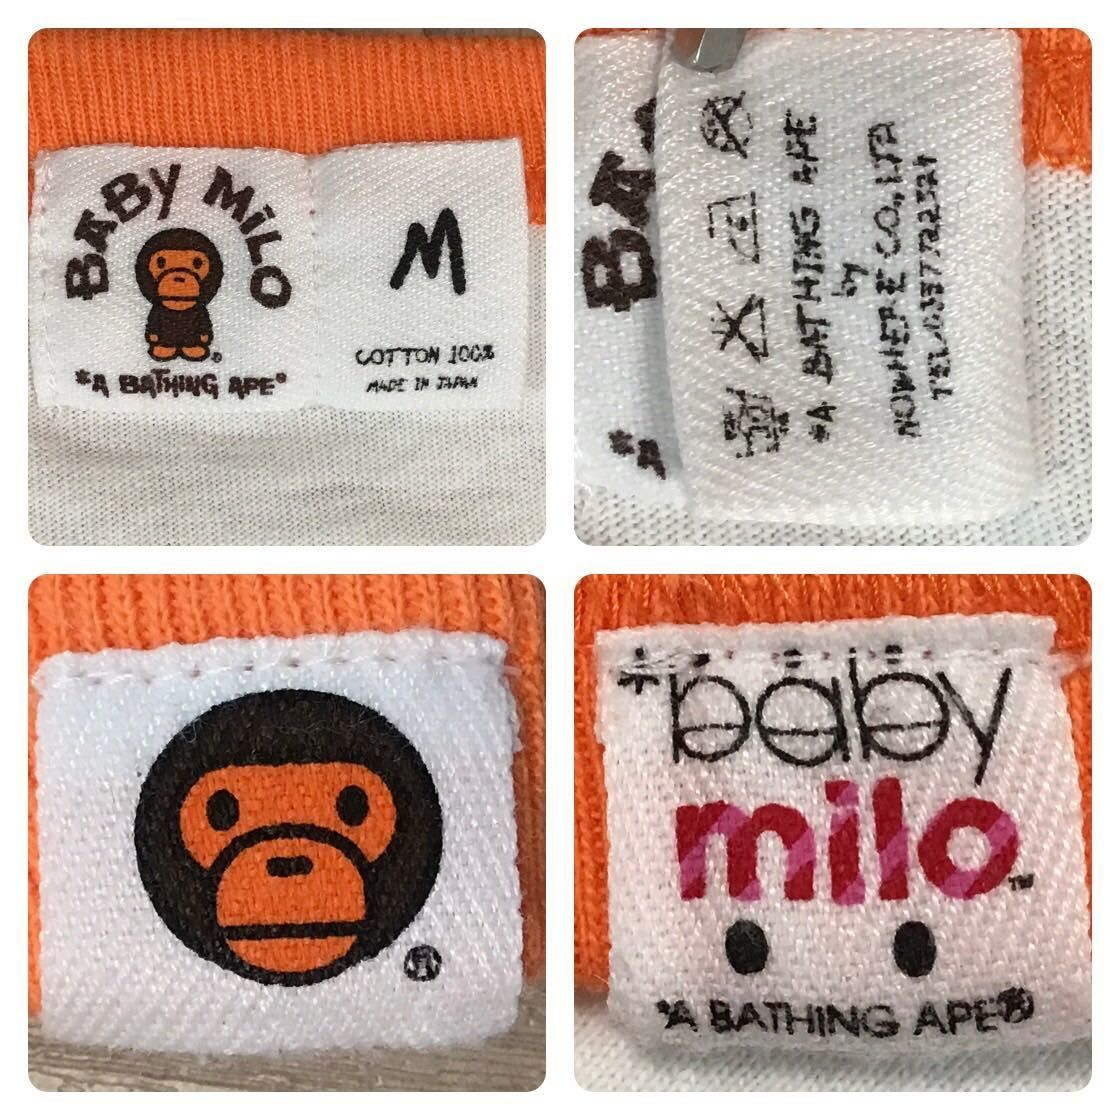 BABY MiLO
®
"A BATHING APE"
M
COTTON 100%
MADE IN JAPAN
BA
"A BATHING APE
by
NOWHERE CO., LTD
®
baby
milo
TM
"A BATHING APE®